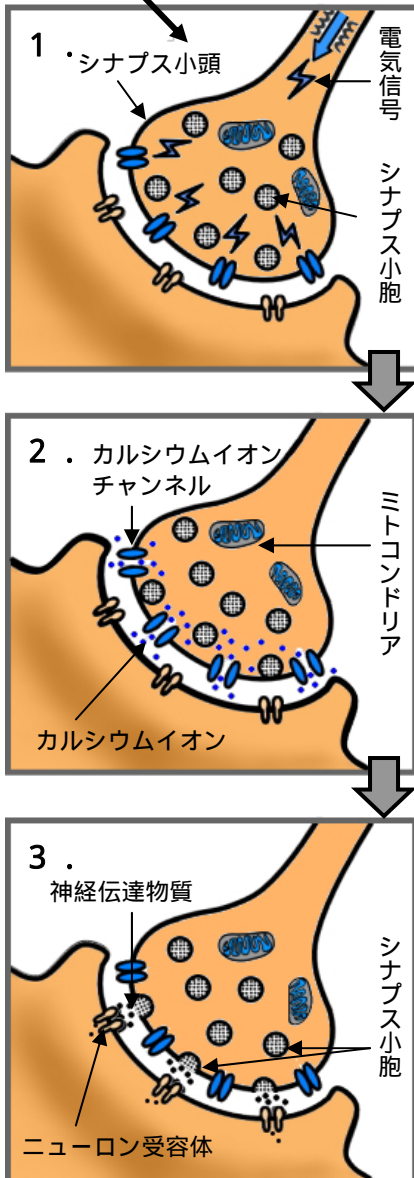 1 .
シナプス小頭
電気信号
シナプス小胞
2 .
カルシウムイオン
チャンネル
ミトコンドリア
カルシウムイオン
3 .
神経伝達物質
シナプス小胞
ニューロン受容体